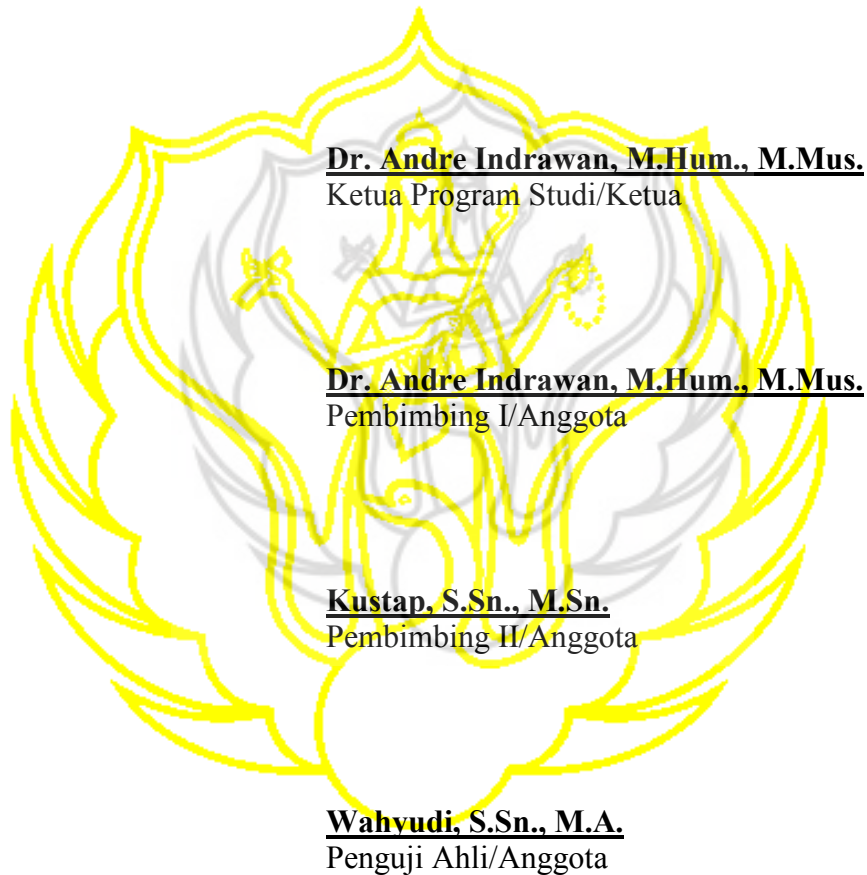 Dr. Andre Indrawan, M.Hum., M.Mus.
Ketua Program Studi/Ketua
Dr. Andre Indrawan, M.Hum., M.Mus.
Pembimbing I/Anggota
Kustap, S.Sn., M.Sn.
Pembimbing II/Anggota
Wahyudi, S.Sn., M.A.
Penguji Ahli/Anggota